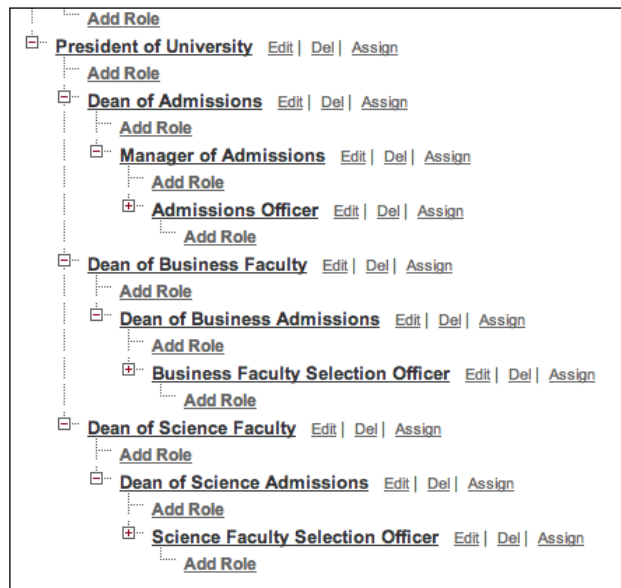 Add Role
President of University Edit | Del | Assign
Add Role
Dean of Admissions Edit | Del | Assign
Add Role
Manager of Admissions Edit | Del | Assign
Add Role
Admissions Officer Edit | Del | Assign
Add Role
Dean of Business Faculty Edit | Del | Assign
Add Role
Dean of Business Admissions Edit | Del | Assign
Add Role
Business Faculty Selection Officer Edit | Del | Assign
Add Role
Dean of Science Faculty Edit | Del | Assign
Add Role
Dean of Science Admissions Edit | Del | Assign
Add Role
Science Faculty Selection Officer Edit | Del | Assign
Add Role